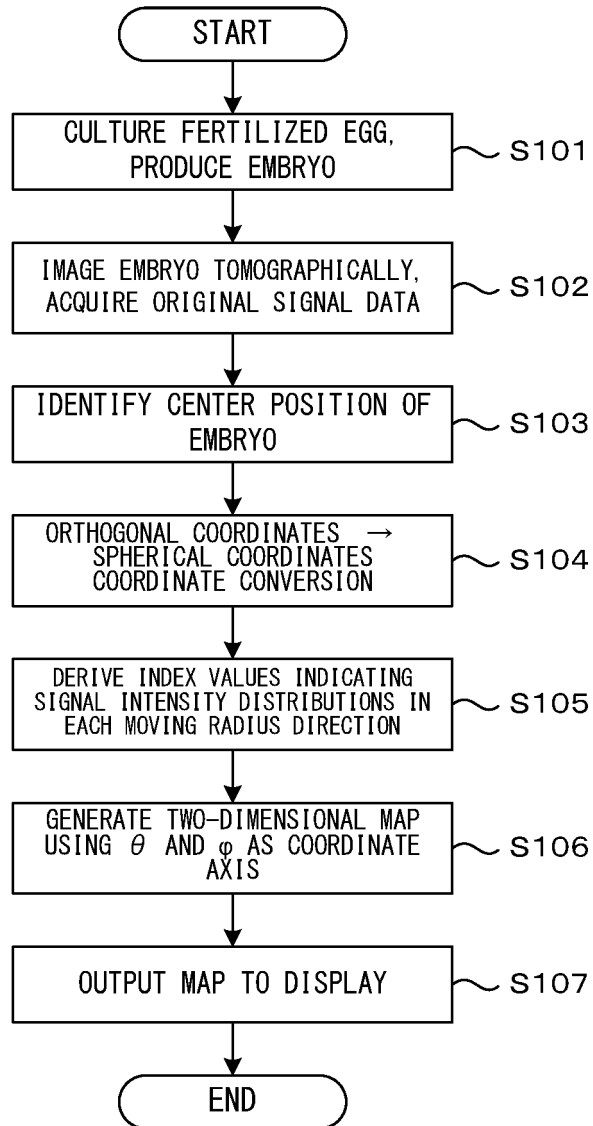 START
CULTURE FERTILIZED EGG,
PRODUCE EMBRYO
S101
IMAGE EMBRYO TOMOGRAPHICALLY,
ACQUIRE ORIGINAL SIGNAL DATA
S102
IDENTIFY CENTER POSITION OF
EMBRYO
S103
ORTHOGONAL COORDINATES →
SPHERICAL COORDINATES
COORDINATE CONVERSION
S104
DERIVE INDEX VALUES INDICATING
SIGNAL INTENSITY DISTRIBUTIONS IN
EACH MOVING RADIUS DIRECTION
S105
GENERATE TWO-DIMENSIONAL MAP
USING θ AND φ AS COORDINATE
AXIS
S106
OUTPUT MAP TO DISPLAY
S107
END